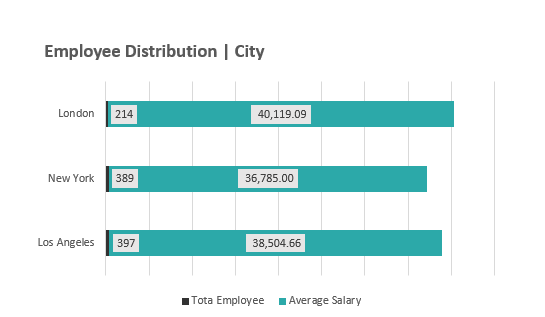 Employee Distribution | City
London 214 40,119.09
New York 389 36,785.00
Los Angeles 397 38,504.66
Tota Employee Average Salary